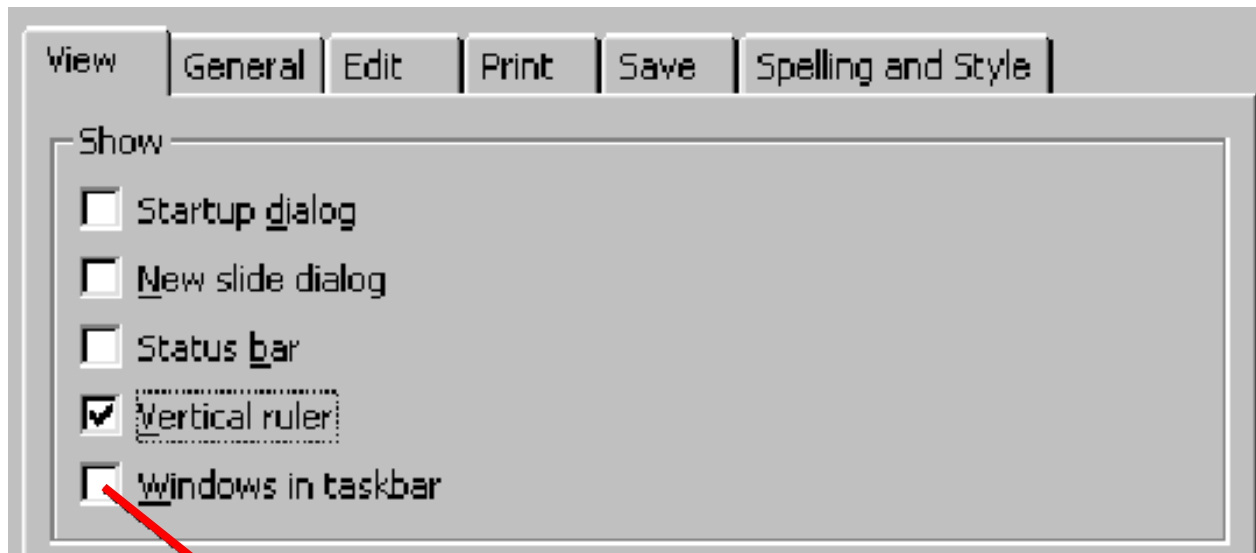 View General Edit Print Save Spelling and Style
Show
Startup dialog
New slide dialog
Status bar
Vertical ruler
Windows in taskbar